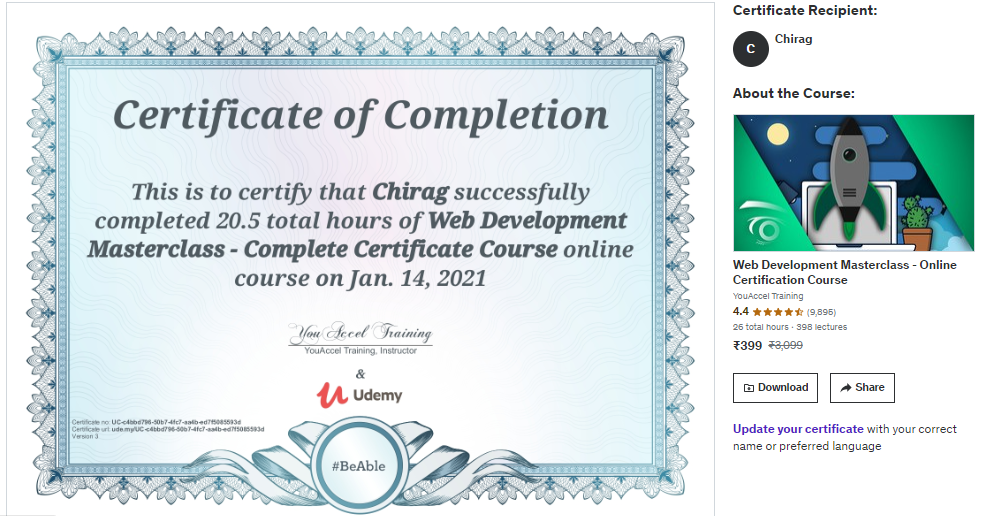 Certificate of Completion
This is to certify that Chirag successfully
completed 20.5 total hours of Web Development
Masterclass - Complete Certificate Course online
course on Jan. 14, 2021
You Accel Training
YouAccel Training, Instructor
&
Udemy
Certificate no: UC-c4bbd796-50b7-4fc7-aa4b-ed7f5085593d
Certificate url: ude.my/UC-c4bbd796-50b7-4fc7-aa4b-ed7f5085593d
Version 3
#BeAble
Certificate Recipient:
C
Chirag
About the Course:
Web Development Masterclass - Online
Certification Course
YouAccel Training
4.4 (9,895)
26 total hours · 398 lectures
₹399 ₹3,099
Download
Share
Update your certificate with your correct
name or preferred language